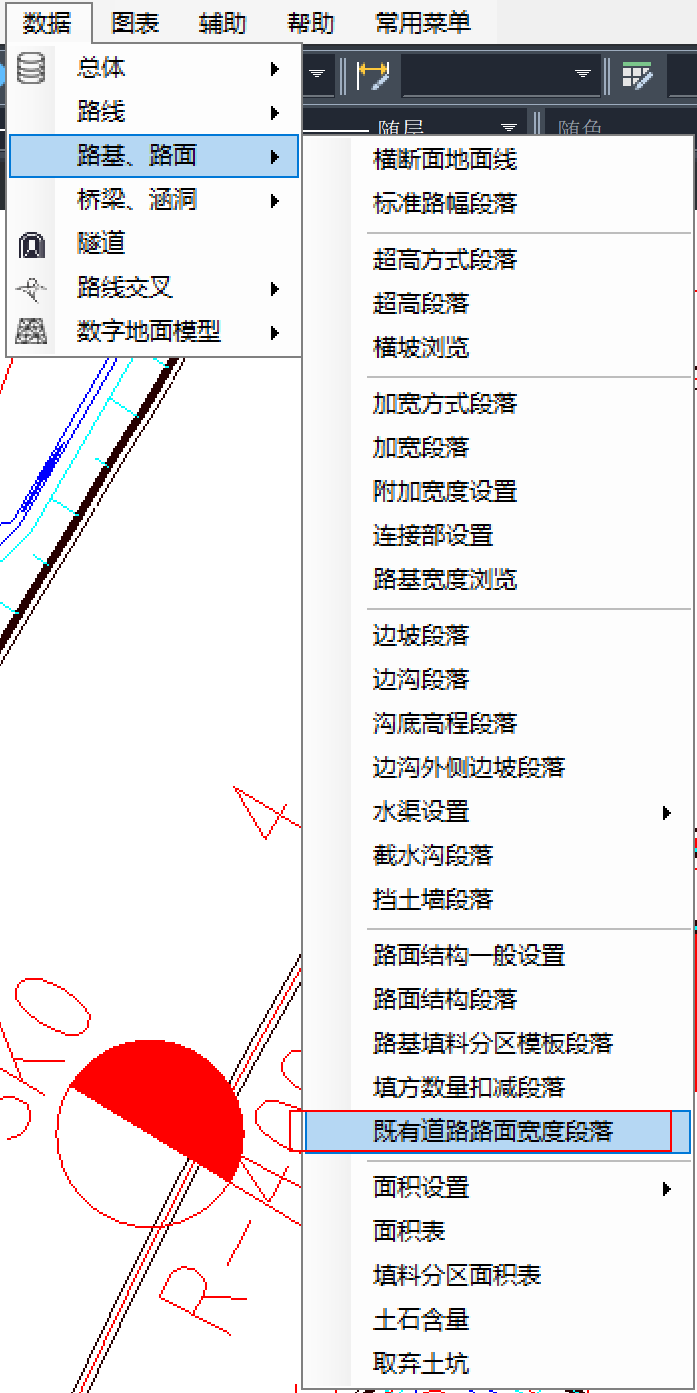 数据 图表 辅助 帮助 常用菜单
总体
路线
随层 随色
路基、路面
桥梁、涵洞
隧道
路线交叉
数字地面模型
横断面地面线
标准路幅段落
超高方式段落
超高段落
横坡浏览
加宽方式段落
加宽段落
附加宽度设置
连接部设置
路基宽度浏览
边坡段落
边沟段落
沟底高程段落
边沟外侧边坡段落
水渠设置
截水沟段落
挡土墙段落
路面结构一般设置
路面结构段落
路基填料分区模板段落
填方数量扣减段落
既有道路路面宽度段落
面积设置
面积表
填料分区面积表
土石含量
取弃土坑
4